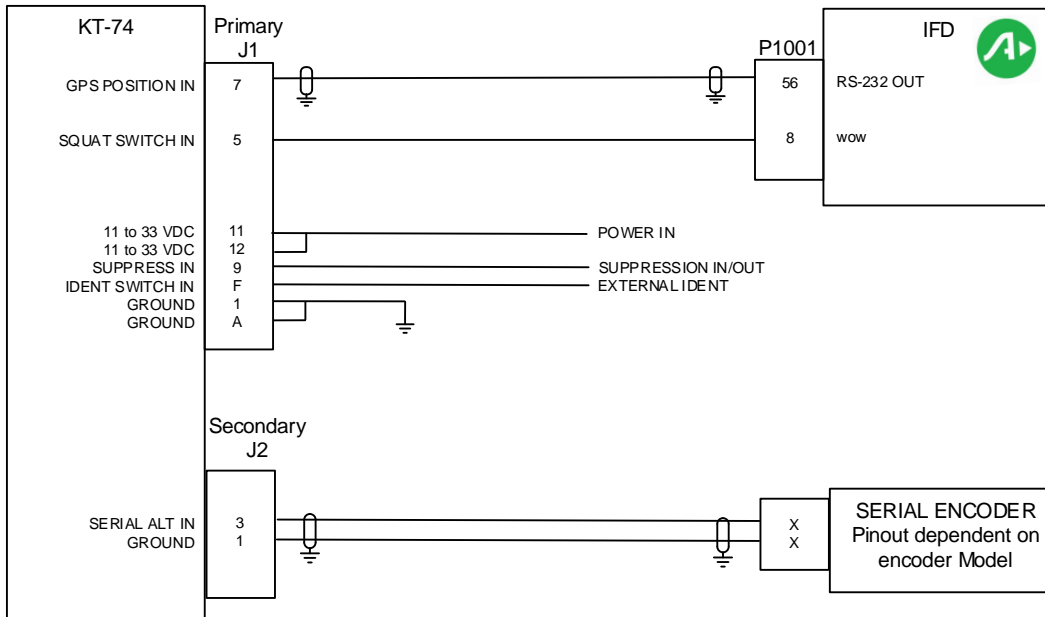 KT-74
Primary
J1
P1001
IFD
GPS POSITION IN
7
56
RS-232 OUT
SQUAT SWITCH IN
5
8
wow
11 to 33 VDC
11
POWER IN
11 to 33 VDC
12
SUPPRESS IN
9
SUPPRESSION IN/OUT
IDENT SWITCH IN
F
EXTERNAL IDENT
GROUND
1
GROUND
A
Secondary
J2
SERIAL ALT IN
3
X
GROUND
1
X
SERIAL ENCODER
Pinout dependent on
encoder Model